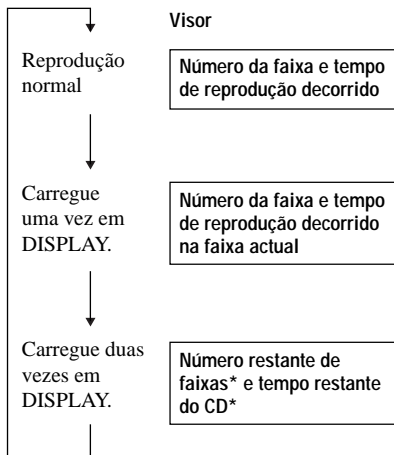 Visor
Reprodução
normal
Número da faixa e tempo
de reprodução decorrido
Carregue
uma vez em
DISPLAY.
Número da faixa e tempo
de reprodução decorrido
na faixa actual
Carregue duas
vezes em
DISPLAY.
Número restante de
faixas* e tempo restante
do CD*